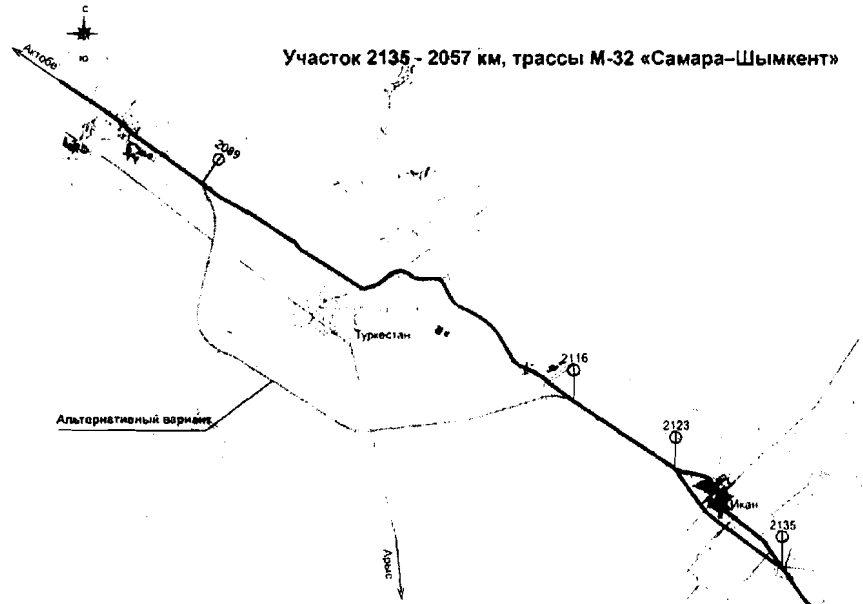 С
Ю
Актобе
Участок 2135 - 2057 км, трассы М-32 «Самара–Шымкент»
2089
Туркестан
2116
Альтернативный вариант
2123
Икан
2135
Арыс